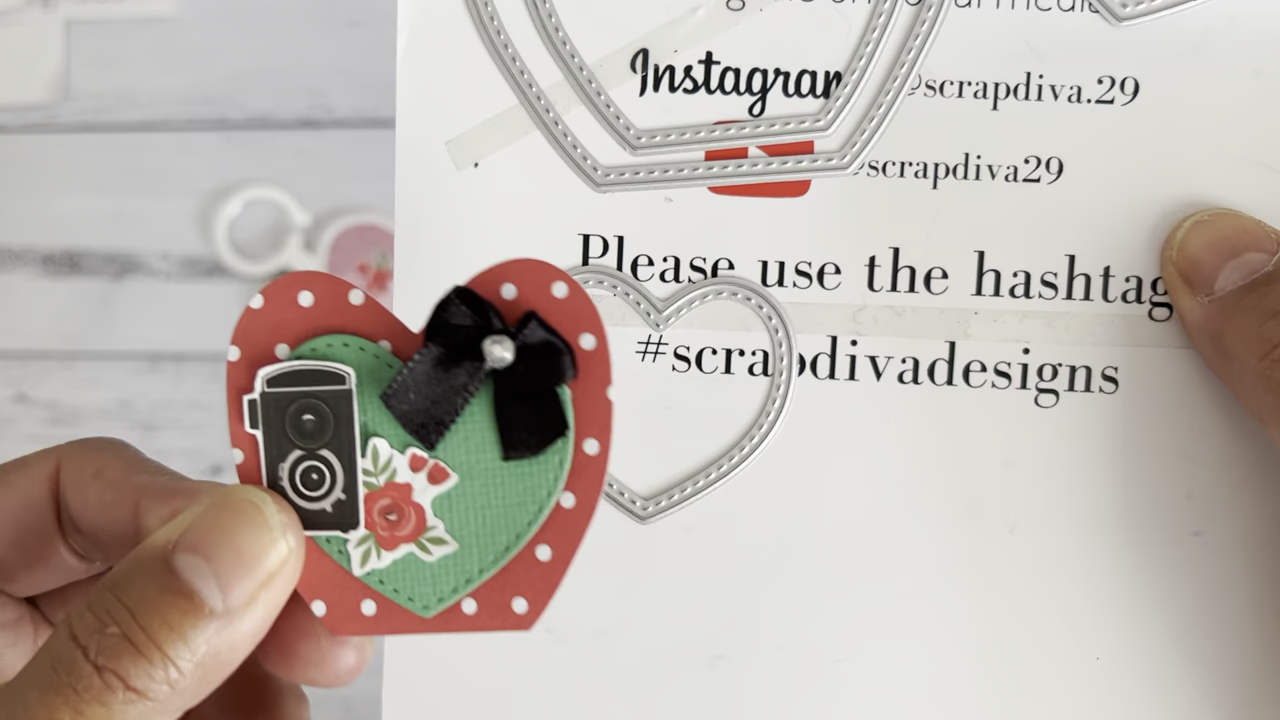 Instagram @scrapdiva.29
@scrapdiva29
Please use the hashtag
#scrapdivadesigns